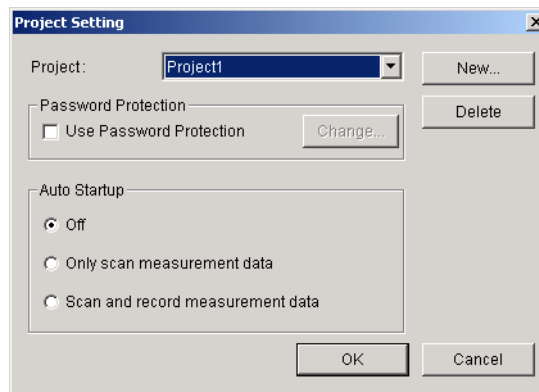 Project Setting
Project: Project1 New...
Password Protection Delete
Use Password Protection Change...
Auto Startup
Off
Only scan measurement data
Scan and record measurement data
OK Cancel